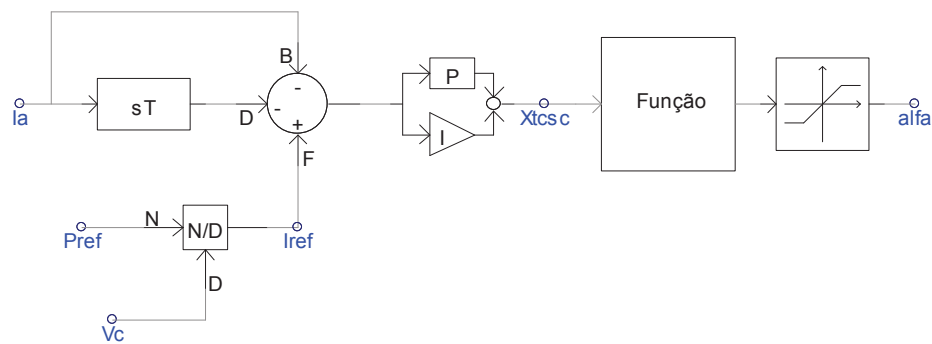 B
-
P
Ia
sT
D
-
+
I
Xtcsc
Função
alfa
F
N
N/D
Pref
Iref
D
Vc